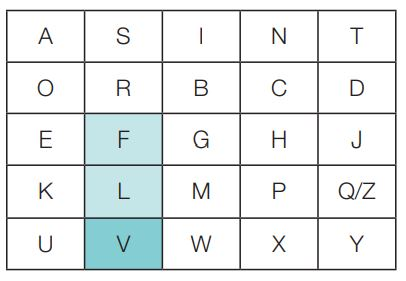 A S I N T
O R B C D
E F G H J
K L M P Q/Z
U V W X Y